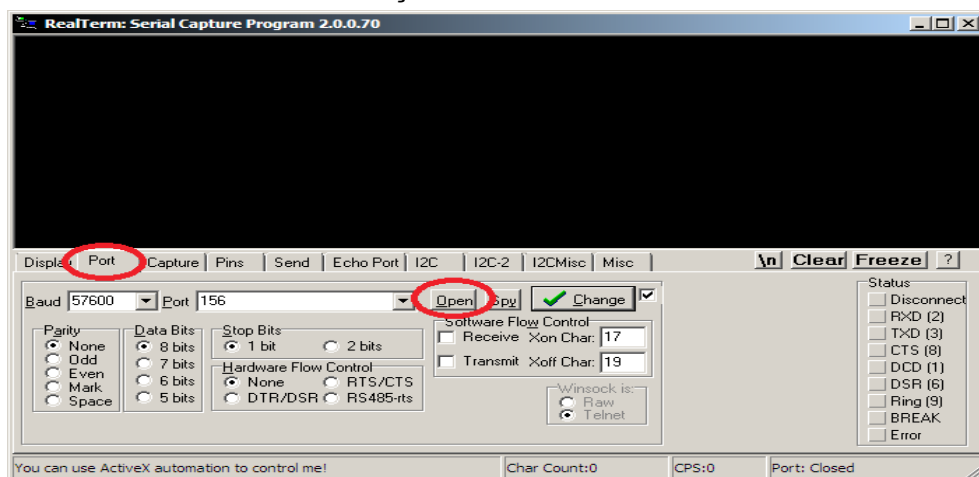 RealTerm: Serial Capture Program 2.0.0.70
Display Port Capture Pins Send Echo Port I2C I2C-2 I2CMisc Misc \n Clear Freeze ?
Baud 57600 Port 156 Open Spy Change
Parity
None
Odd
Even
Mark
Space
Data Bits
8 bits
7 bits
6 bits
5 bits
Stop Bits
1 bit 2 bits
Hardware Flow Control
None RTS/CTS
DTR/DSR RS485-rts
Software Flow Control
Receive Xon Char: 17
Transmit Xoff Char: 19
Winsock is:
Raw
Telnet
Status
Disconnect
RXD (2)
TXD (3)
CTS (8)
DCD (1)
DSR (6)
Ring (9)
BREAK
Error
You can use ActiveX automation to control me! Char Count:0 CPS:0 Port: Closed